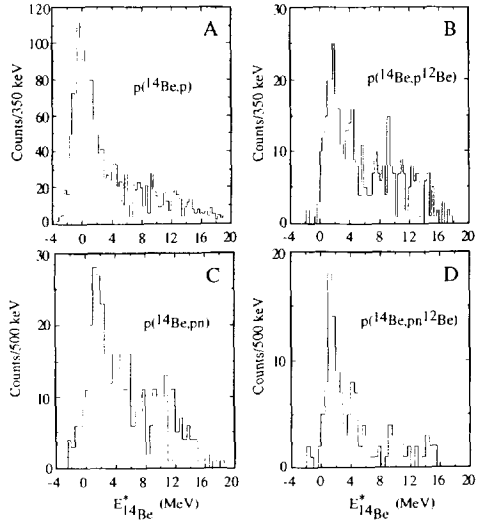 A
120
100
80
60
40
20
0
Counts/350 keV
p(14Be,p)
-4 0 4 8 12 16 20
B
30
20
10
0
Counts/350 keV
p(14Be,p12Be)
-4 0 4 8 12 16 20
C
30
20
10
0
Counts/500 keV
p(14Be,pn)
-4 0 4 8 12 16 20
E*14Be (MeV)
D
20
10
0
Counts/500 keV
p(14Be,pn12Be)
-4 0 4 8 12 16 20
E*14Be (MeV)